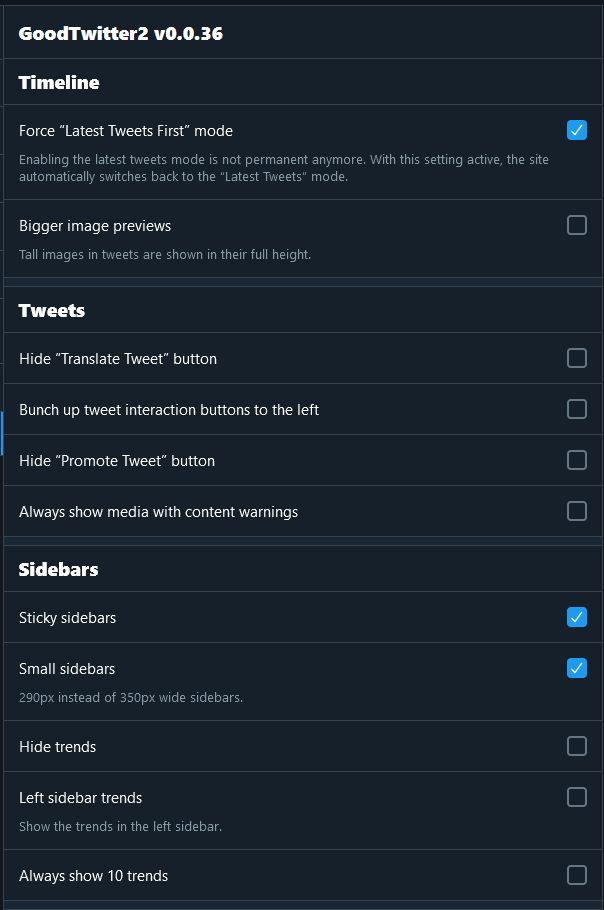 GoodTwitter2 v0.0.36
Timeline
Force “Latest Tweets First” mode
Enabling the latest tweets mode is not permanent anymore. With this setting active, the site
automatically switches back to the “Latest Tweets” mode.
Bigger image previews
Tall images in tweets are shown in their full height.
Tweets
Hide “Translate Tweet” button
Bunch up tweet interaction buttons to the left
Hide “Promote Tweet” button
Always show media with content warnings
Sidebars
Sticky sidebars
Small sidebars
290px instead of 350px wide sidebars.
Hide trends
Left sidebar trends
Show the trends in the left sidebar.
Always show 10 trends